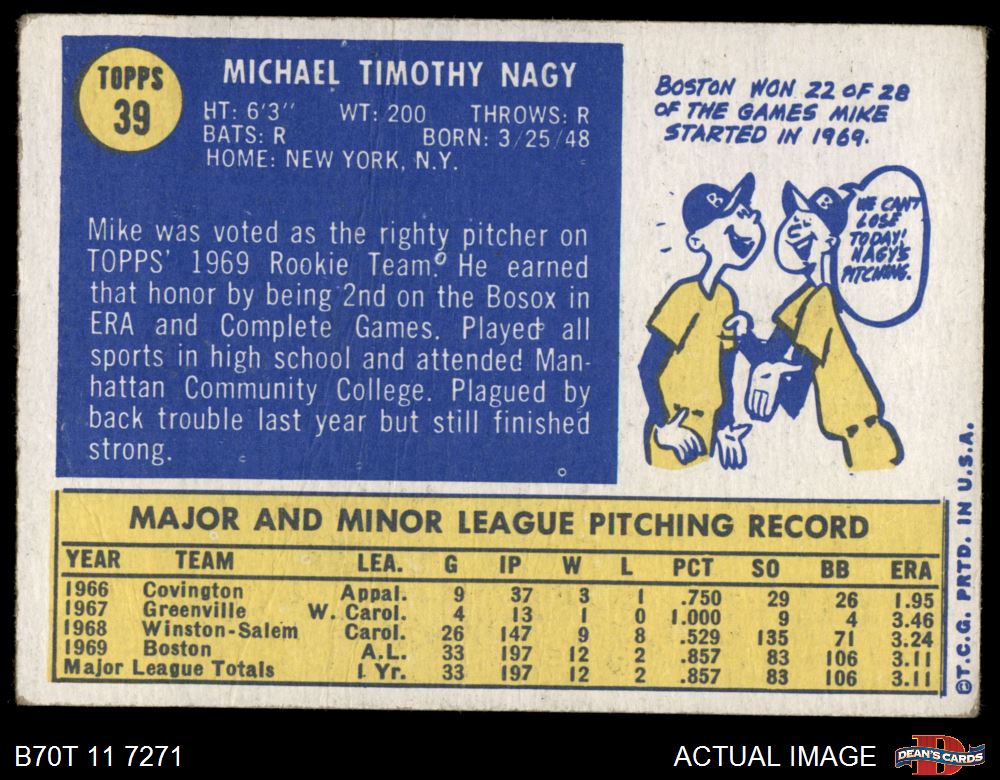 TOPPS
39
MICHAEL TIMOTHY NAGY
HT: 6'3" WT: 200 THROWS: R
BATS: R BORN: 3/25/48
HOME: NEW YORK, N.Y.
Mike was voted as the righty pitcher on
TOPPS' 1969 Rookie Team. He earned
that honor by being 2nd on the Bosox in
ERA and Complete Games. Played all
sports in high school and attended Man-
hattan Community College. Plagued by
back trouble last year but still finished
strong.
BOSTON WON 22 OF 28
OF THE GAMES MIKE
STARTED IN 1969.
B
B
WE CAN'T
LOSE
TODAY!
NAGY'S
PITCHING.
MAJOR AND MINOR LEAGUE PITCHING RECORD
YEAR TEAM LEA. G IP W L PCT SO BB ERA
1966 Covington Appal. 9 37 3 1 .750 29 26 1.95
1967 Greenville W. Carol. 4 13 1 0 1.000 9 4 3.46
1968 Winston-Salem Carol. 26 147 9 8 .529 135 71 3.24
1969 Boston A.L. 33 197 12 2 .857 83 106 3.11
Major League Totals 1 Yr. 33 197 12 2 .857 83 106 3.11
©T.C.G. PRTD. IN U.S.A.
B70T 11 7271
ACTUAL IMAGE
D
DEAN'S CARDS